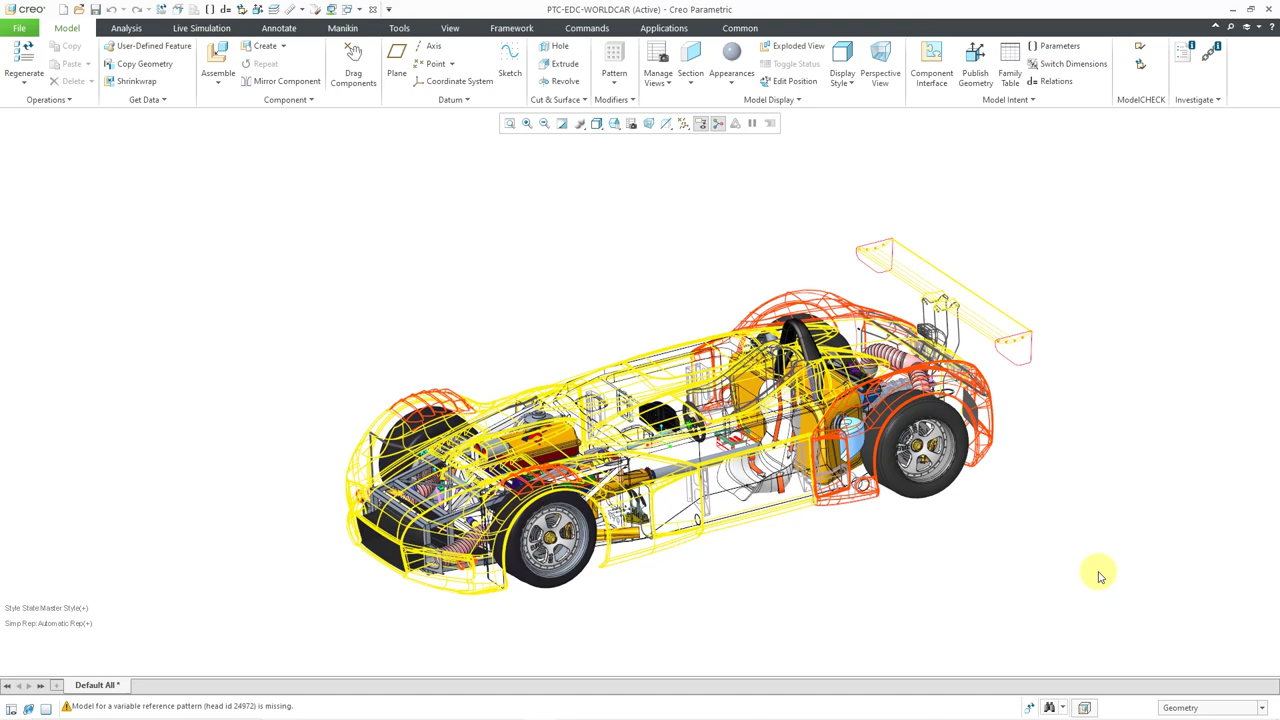 creo
PTC-EDC-WORLDCAR (Active) - Creo Parametric
File
Model
Analysis
Live Simulation
Annotate
Manikin
Tools
View
Framework
Commands
Applications
Common
Regenerate
Copy
Paste
Delete
Operations
User-Defined Feature
Copy Geometry
Shrinkwrap
Get Data
Assemble
Create
Repeat
Mirror Component
Component
Drag
Components
Plane
Axis
Point
Coordinate System
Sketch
Datum
Hole
Extrude
Revolve
Cut & Surface
Pattern
Modifiers
Manage
Views
Section
Appearances
Exploded View
Toggle Status
Edit Position
Display
Style
Perspective
View
Model Display
Component
Interface
Publish
Geometry
Family
Table
Parameters
Switch Dimensions
d= Relations
Model Intent
ModelCHECK
Investigate
Style State:Master Style(+)
Simp Rep:Automatic Rep(+)
Default All *
Model for a variable reference pattern (head id 24972) is missing.
Geometry